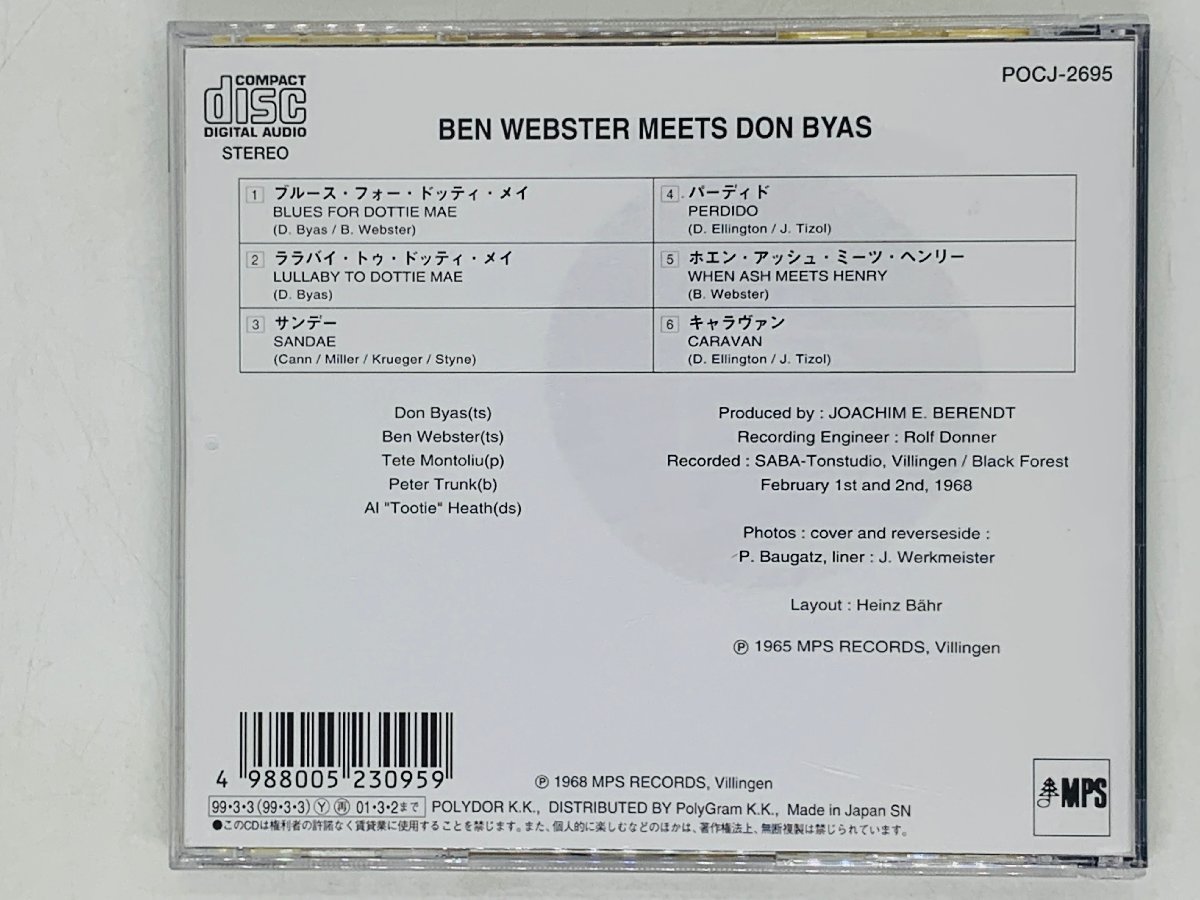 COMPACT
disc
DIGITAL AUDIO
STEREO
POCJ-2695
BEN WEBSTER MEETS DON BYAS
1 ブルース・フォー・ドッティ・メイ
BLUES FOR DOTTIE MAE
(D. Byas / B. Webster)
2 ララバイ・トゥ・ドッティ・メイ
LULLABY TO DOTTIE MAE
(D. Byas)
3 サンデー
SANDAE
(Cann / Miller / Krueger / Styne)
4 パーディド
PERDIDO
(D. Ellington / J. Tizol)
5 ホエン・アッシュ・ミーツ・ヘンリー
WHEN ASH MEETS HENRY
(B. Webster)
6 キャラヴァン
CARAVAN
(D. Ellington / J. Tizol)
Don Byas(ts)
Ben Webster(ts)
Tete Montoliu(p)
Peter Trunk(b)
Al "Tootie" Heath(ds)
Produced by : JOACHIM E. BERENDT
Recording Engineer : Rolf Donner
Recorded : SABA-Tonstudio, Villingen / Black Forest
February 1st and 2nd, 1968
Photos : cover and reverseside :
P. Baugatz, liner : J. Werkmeister
Layout : Heinz Bähr
Ⓟ 1965 MPS RECORDS, Villingen
4 988005 230959
Ⓟ 1968 MPS RECORDS, Villingen
99・3・3(99・3・3) Ⓨ ㊢ 01・3・2まで POLYDOR K.K., DISTRIBUTED BY PolyGram K.K., Made in Japan SN
●このCDは権利者の許諾なく賃貸業に使用することを禁じます。また、個人的に楽しむなどのほかは、著作権法上、無断複製は禁じられています。
MPS